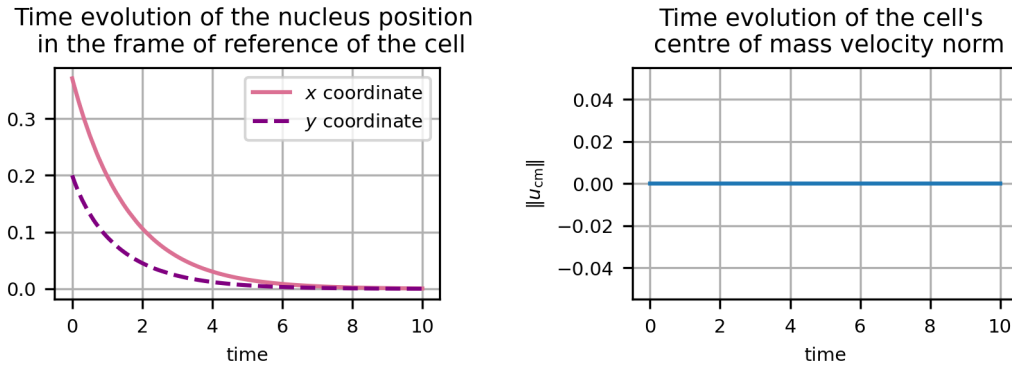 Time evolution of the nucleus position
in the frame of reference of the cell
0.3
0.2
0.1
0.0
x coordinate
y coordinate
0 2 4 6 8 10
time
Time evolution of the cell's
centre of mass velocity norm
0.04
0.02
0.00
−0.02
−0.04
‖u_cm‖
0 2 4 6 8 10
time